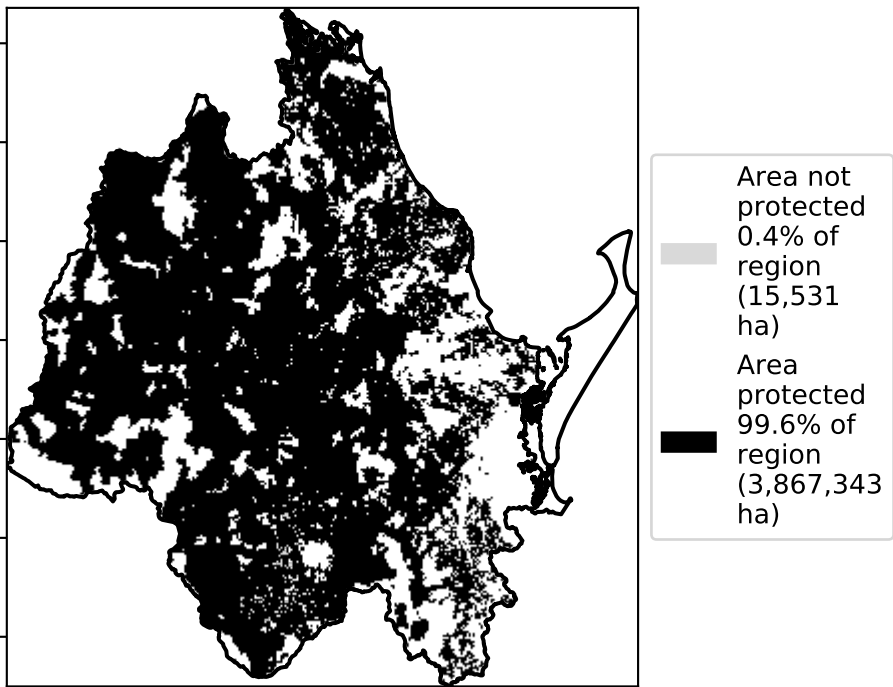 Area not
protected
0.4% of
region
(15,531
ha)
Area
protected
99.6% of
region
(3,867,343
ha)